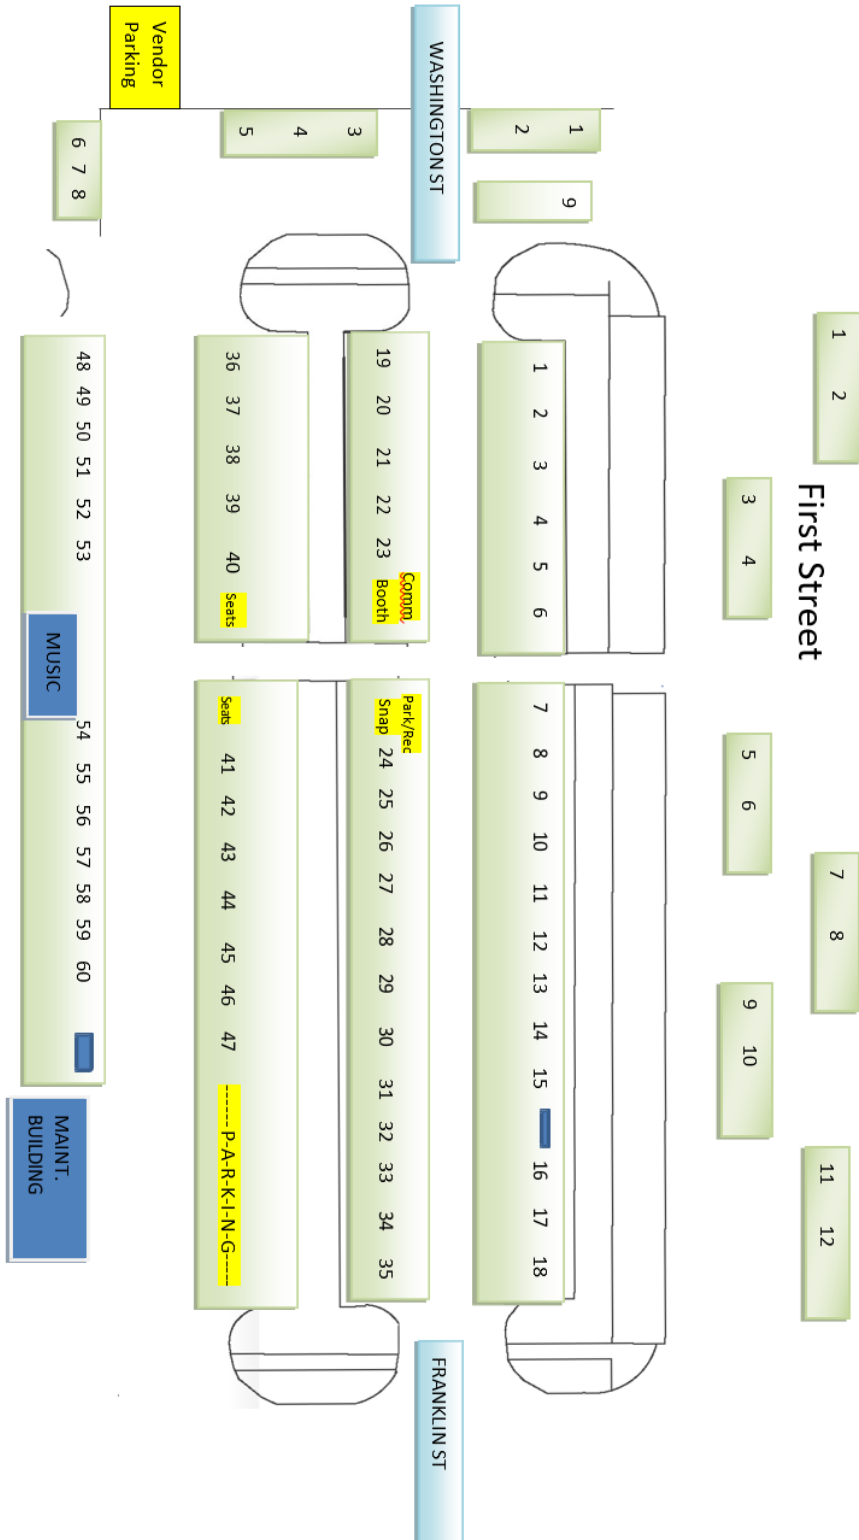 1 2
7 8
11 12
First Street
3 4
5 6
9 10
1
2
9
1 2 3 4 5 6
7 8 9 10 11 12 13 14 15 16 17 18
WASHINGTON ST
FRANKLIN ST
3
4
5
19 20 21 22 23 Comm
Booth
Park/Rec
Snap 24 25 26 27 28 29 30 31 32 33 34 35
36 37 38 39 40 Seats
Seats 41 42 43 44 45 46 47 ------P-A-R-K-I-N-G-----
Vendor
Parking
6 7 8
48 49 50 51 52 53
54 55 56 57 58 59 60
MUSIC
MAINT.
BUILDING